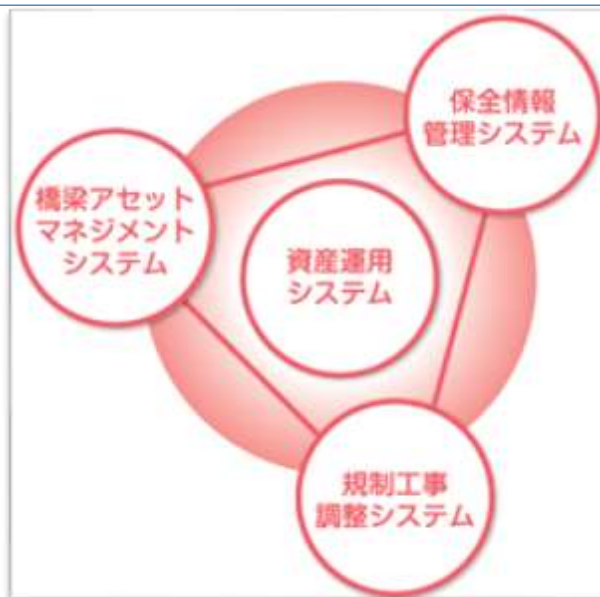 保全情報
管理システム
橋梁アセット
マネジメント
システム
資産運用
システム
規制工事
調整システム